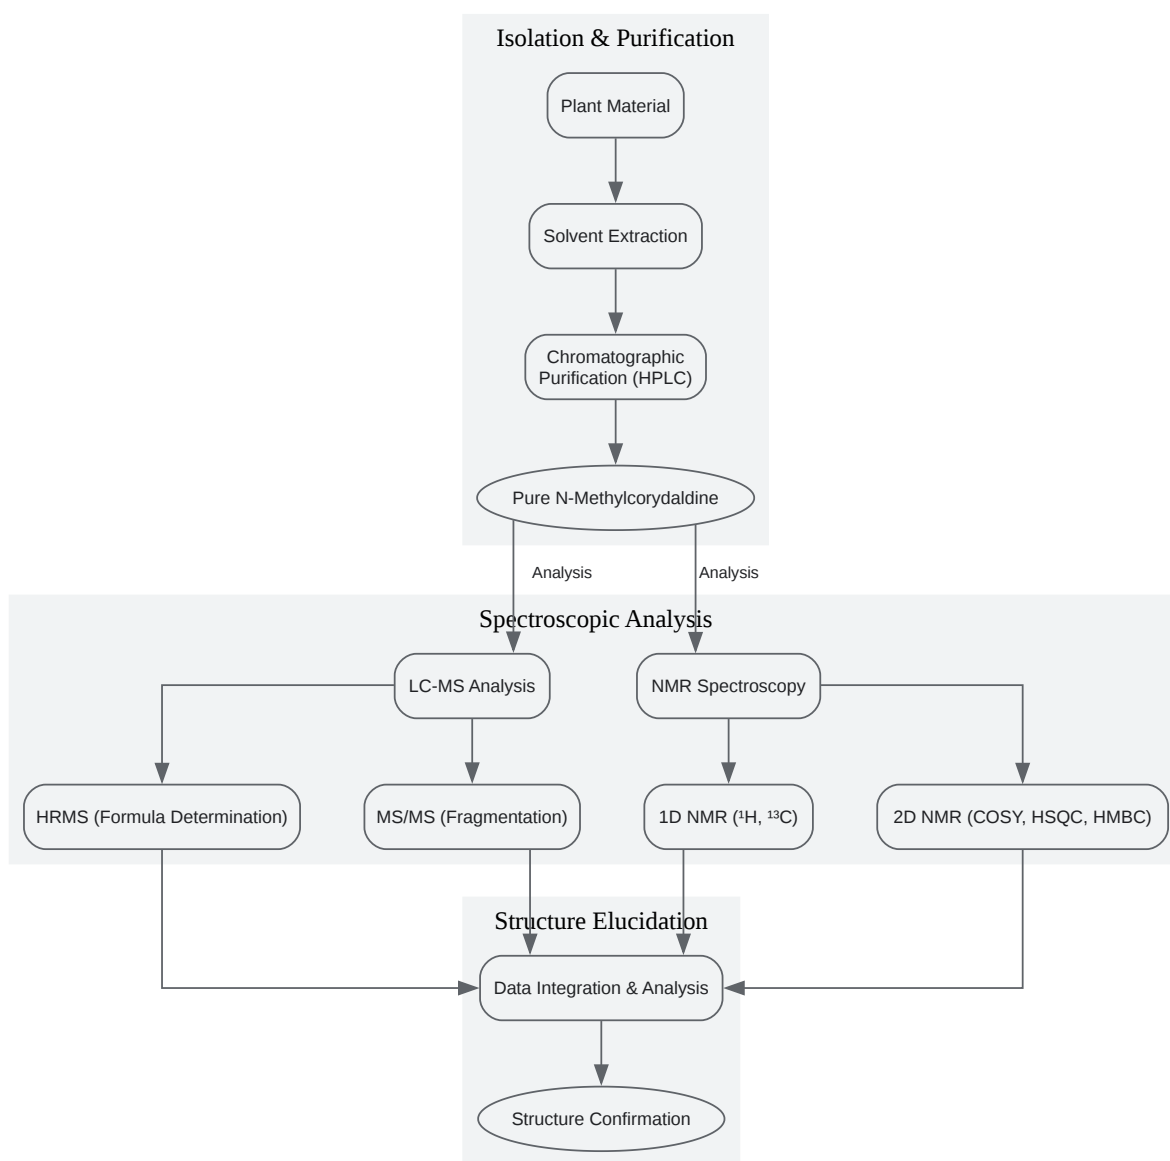 Isolation & Purification
Plant Material
Solvent Extraction
Chromatographic
Purification (HPLC)
Pure N-Methylcorydaldine
Analysis
Analysis
Spectroscopic Analysis
LC-MS Analysis
NMR Spectroscopy
HRMS (Formula Determination)
MS/MS (Fragmentation)
1D NMR (¹H, ¹³C)
2D NMR (COSY, HSQC, HMBC)
Structure Elucidation
Data Integration & Analysis
Structure Confirmation